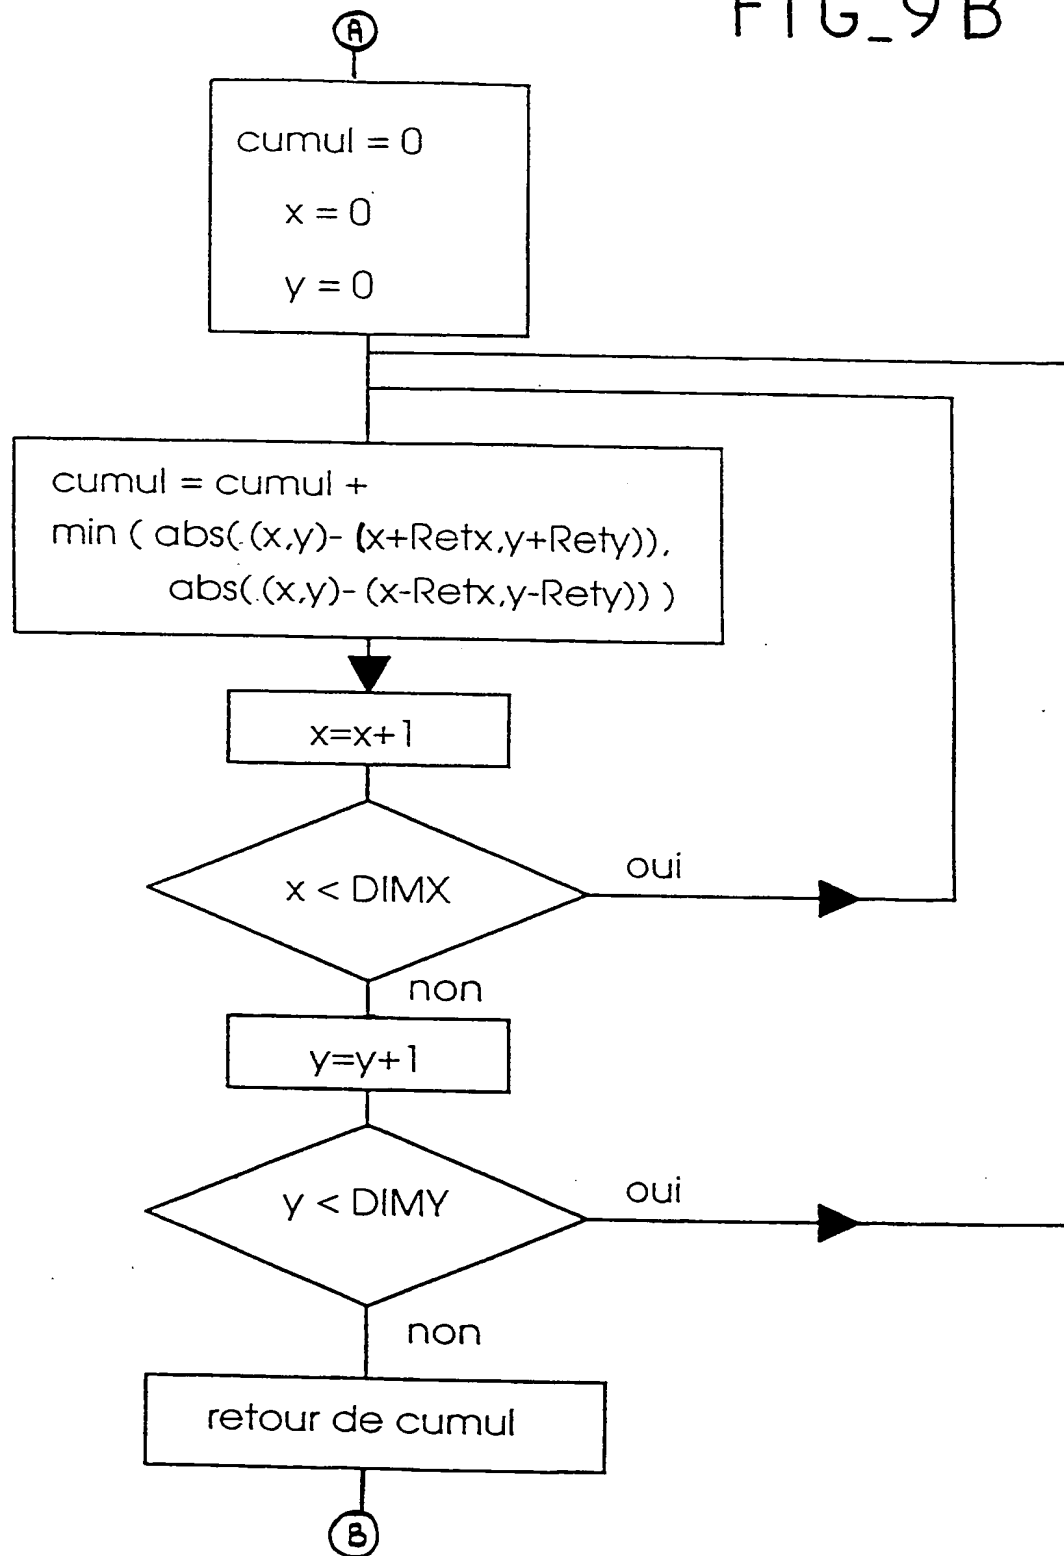 FIG_9B
A
cumul = 0
x = 0
y = 0
cumul = cumul +
min ( abs( (x,y)- (x+Retx,y+Rety)),
abs( (x,y)- (x-Retx,y-Rety)) )
x=x+1
x < DIMX
oui
non
y=y+1
y < DIMY
oui
non
retour de cumul
B